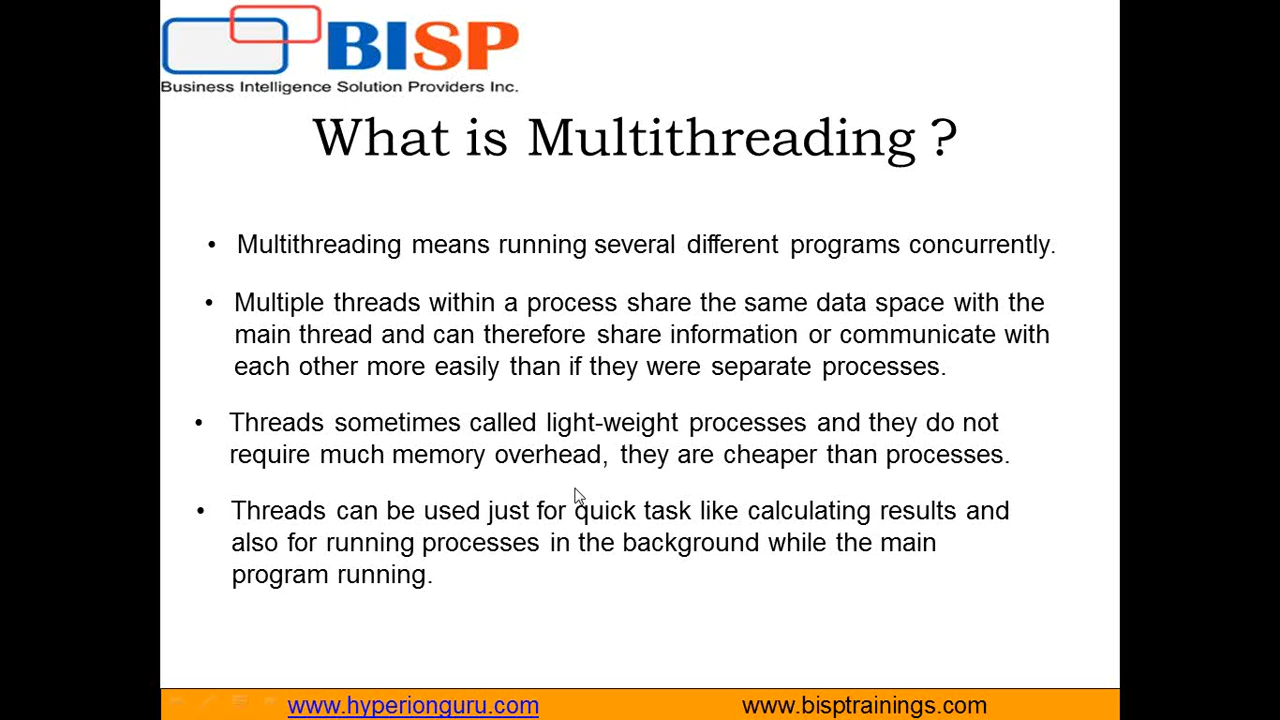 BISP
Business Intelligence Solution Providers Inc.
What is Multithreading ?
• Multithreading means running several different programs concurrently.
• Multiple threads within a process share the same data space with the
main thread and can therefore share information or communicate with
each other more easily than if they were separate processes.
• Threads sometimes called light-weight processes and they do not
require much memory overhead, they are cheaper than processes.
• Threads can be used just for quick task like calculating results and
also for running processes in the background while the main
program running.
www.hyperionguru.com www.bisptrainings.com